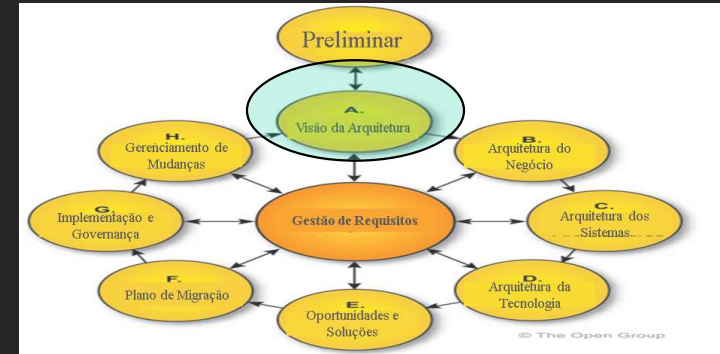 Preliminar
A.
Visão da Arquitetura
H.
Gerenciamento de
Mudanças
B.
Arquitetura do
Negócio
G.
Implementação e
Governança
Gestão de Requisitos
C.
Arquitetura dos
Sistemas
F.
Plano de Migração
D.
Arquitetura da
Tecnologia
E.
Oportunidades e
Soluções
© The Open Group